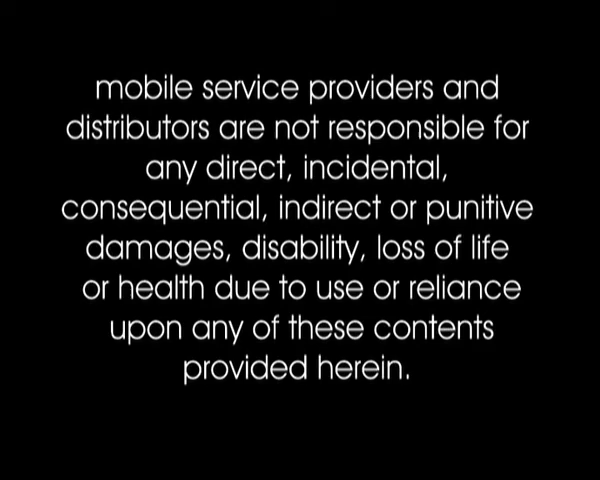 mobile service providers and
distributors are not responsible for
any direct, incidental,
consequential, indirect or punitive
damages, disability, loss of life
or health due to use or reliance
upon any of these contents
provided herein.